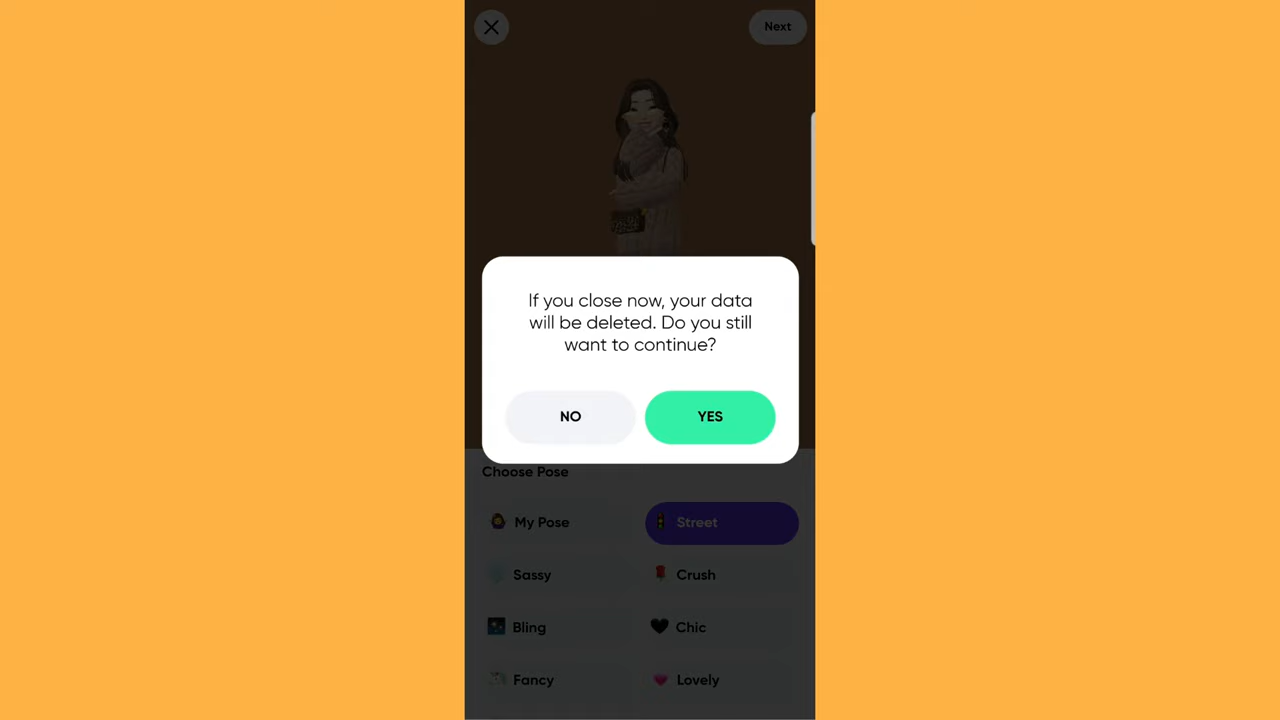 Next
If you close now, your data
will be deleted. Do you still
want to continue?
NO
YES
Choose Pose
My Pose
Street
Sassy
Crush
Bling
Chic
Fancy
Lovely